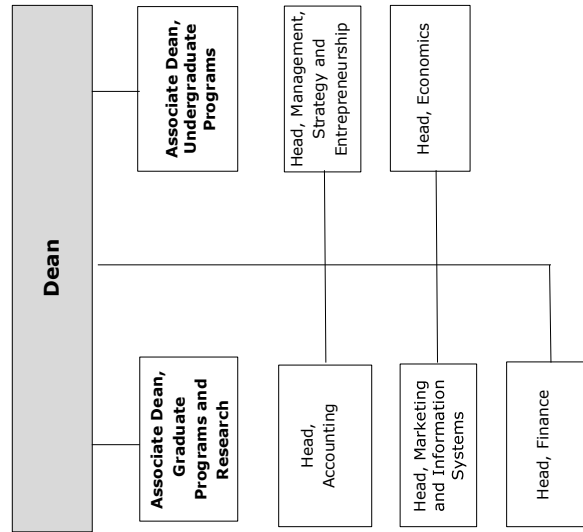 Dean
Associate Dean,
Graduate
Programs and
Research
Associate Dean,
Undergraduate
Programs
Head,
Accounting
Head, Management,
Strategy and
Entrepreneurship
Head, Marketing
and Information
Systems
Head, Economics
Head, Finance